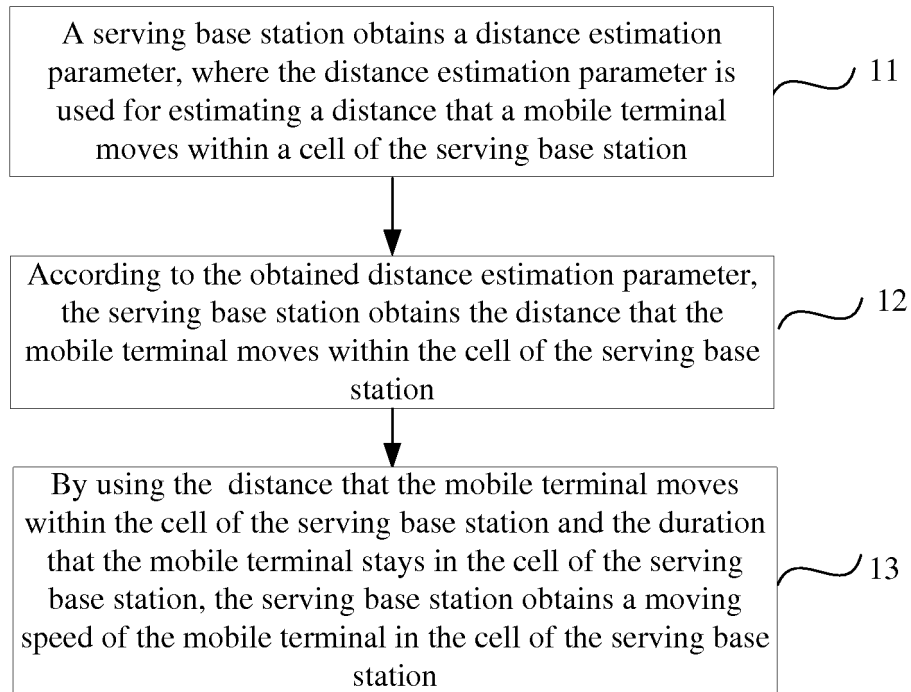 A serving base station obtains a distance estimation
parameter, where the distance estimation parameter is
used for estimating a distance that a mobile terminal
moves within a cell of the serving base station
11
According to the obtained distance estimation parameter,
the serving base station obtains the distance that the
mobile terminal moves within the cell of the serving base
station
12
By using the distance that the mobile terminal moves
within the cell of the serving base station and the duration
that the mobile terminal stays in the cell of the serving
base station, the serving base station obtains a moving
speed of the mobile terminal in the cell of the serving base
station
13